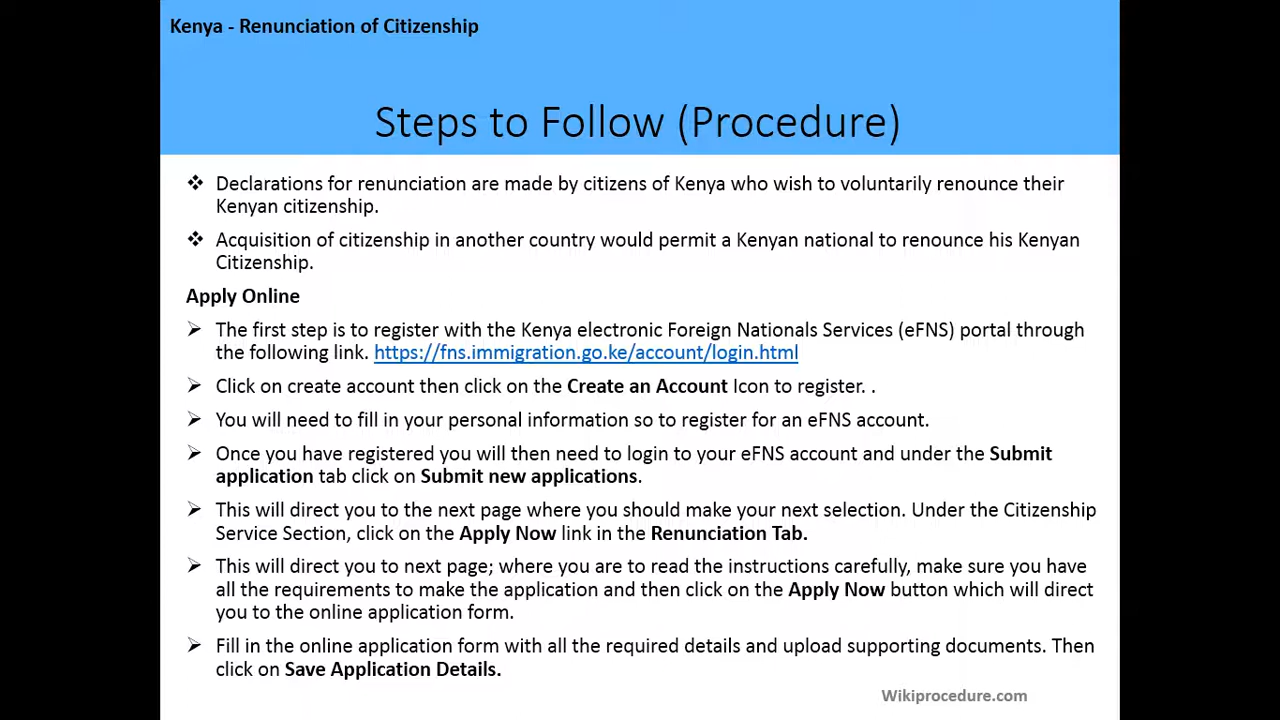 Kenya - Renunciation of Citizenship
Steps to Follow (Procedure)
❖ Declarations for renunciation are made by citizens of Kenya who wish to voluntarily renounce their
Kenyan citizenship.
❖ Acquisition of citizenship in another country would permit a Kenyan national to renounce his Kenyan
Citizenship.
Apply Online
➢ The first step is to register with the Kenya electronic Foreign Nationals Services (eFNS) portal through
the following link. https://fns.immigration.go.ke/account/login.html
➢ Click on create account then click on the Create an Account Icon to register. .
➢ You will need to fill in your personal information so to register for an eFNS account.
➢ Once you have registered you will then need to login to your eFNS account and under the Submit
application tab click on Submit new applications.
➢ This will direct you to the next page where you should make your next selection. Under the Citizenship
Service Section, click on the Apply Now link in the Renunciation Tab.
➢ This will direct you to next page; where you are to read the instructions carefully, make sure you have
all the requirements to make the application and then click on the Apply Now button which will direct
you to the online application form.
➢ Fill in the online application form with all the required details and upload supporting documents. Then
click on Save Application Details.
Wikiprocedure.com